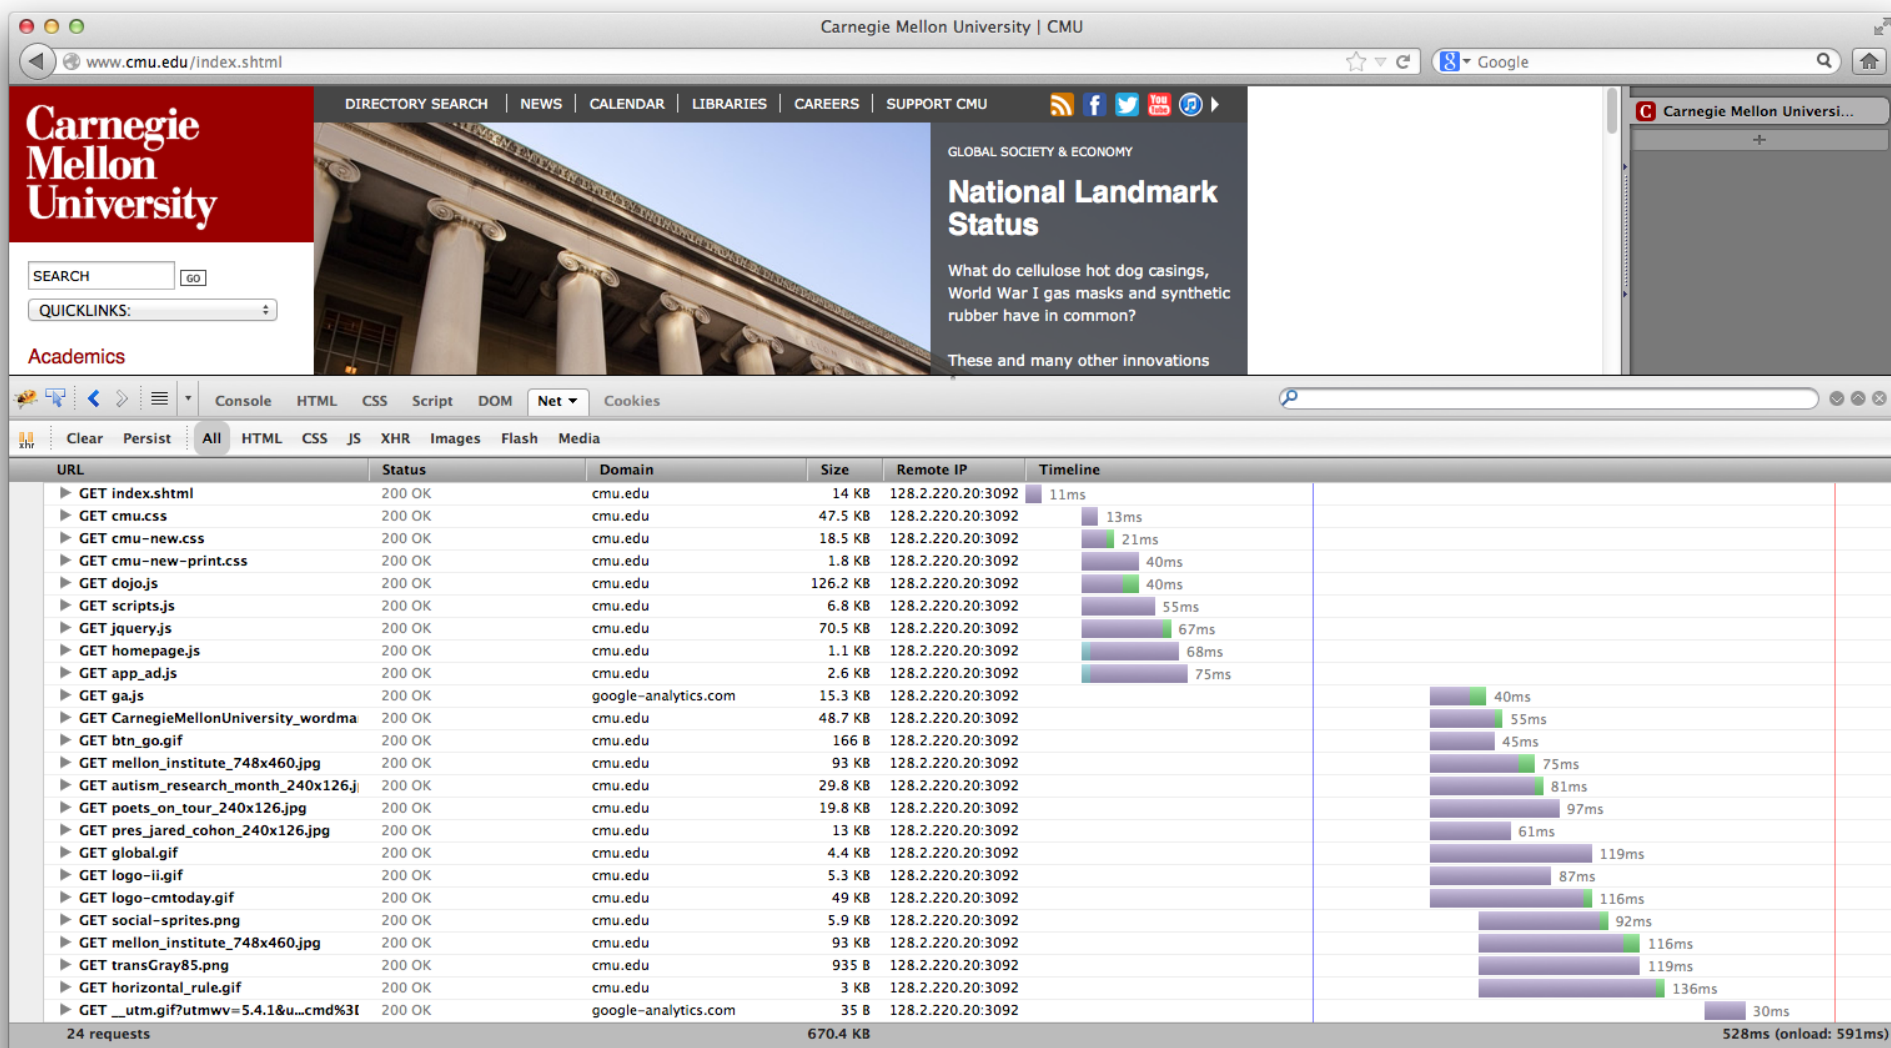 Carnegie Mellon University | CMU
www.cmu.edu/index.shtml
8 Google
Carnegie
Mellon
University
DIRECTORY SEARCH | NEWS | CALENDAR | LIBRARIES | CAREERS | SUPPORT CMU
You Tube
C Carnegie Mellon Universi...
+
GLOBAL SOCIETY & ECONOMY
National Landmark
Status
What do cellulose hot dog casings,
World War I gas masks and synthetic
rubber have in common?
These and many other innovations
SEARCH GO
QUICKLINKS:
Academics
Console HTML CSS Script DOM Net Cookies
xhr Clear Persist All HTML CSS JS XHR Images Flash Media
URL Status Domain Size Remote IP Timeline
GET index.shtml 200 OK cmu.edu 14 KB 128.2.220.20:3092 11ms
GET cmu.css 200 OK cmu.edu 47.5 KB 128.2.220.20:3092 13ms
GET cmu-new.css 200 OK cmu.edu 18.5 KB 128.2.220.20:3092 21ms
GET cmu-new-print.css 200 OK cmu.edu 1.8 KB 128.2.220.20:3092 40ms
GET dojo.js 200 OK cmu.edu 126.2 KB 128.2.220.20:3092 40ms
GET scripts.js 200 OK cmu.edu 6.8 KB 128.2.220.20:3092 55ms
GET jquery.js 200 OK cmu.edu 70.5 KB 128.2.220.20:3092 67ms
GET homepage.js 200 OK cmu.edu 1.1 KB 128.2.220.20:3092 68ms
GET app_ad.js 200 OK cmu.edu 2.6 KB 128.2.220.20:3092 75ms
GET ga.js 200 OK google-analytics.com 15.3 KB 128.2.220.20:3092 40ms
GET CarnegieMellonUniversity_wordma 200 OK cmu.edu 48.7 KB 128.2.220.20:3092 55ms
GET btn_go.gif 200 OK cmu.edu 166 B 128.2.220.20:3092 45ms
GET mellon_institute_748x460.jpg 200 OK cmu.edu 93 KB 128.2.220.20:3092 75ms
GET autism_research_month_240x126.j 200 OK cmu.edu 29.8 KB 128.2.220.20:3092 81ms
GET poets_on_tour_240x126.jpg 200 OK cmu.edu 19.8 KB 128.2.220.20:3092 97ms
GET pres_jared_cohon_240x126.jpg 200 OK cmu.edu 13 KB 128.2.220.20:3092 61ms
GET global.gif 200 OK cmu.edu 4.4 KB 128.2.220.20:3092 119ms
GET logo-ii.gif 200 OK cmu.edu 5.3 KB 128.2.220.20:3092 87ms
GET logo-cmtoday.gif 200 OK cmu.edu 49 KB 128.2.220.20:3092 116ms
GET social-sprites.png 200 OK cmu.edu 5.9 KB 128.2.220.20:3092 92ms
GET mellon_institute_748x460.jpg 200 OK cmu.edu 93 KB 128.2.220.20:3092 116ms
GET transGray85.png 200 OK cmu.edu 935 B 128.2.220.20:3092 119ms
GET horizontal_rule.gif 200 OK cmu.edu 3 KB 128.2.220.20:3092 136ms
GET __utm.gif?utmwv=5.4.1&u...cmd%3D 200 OK google-analytics.com 35 B 128.2.220.20:3092 30ms
24 requests 670.4 KB 528ms (onload: 591ms)